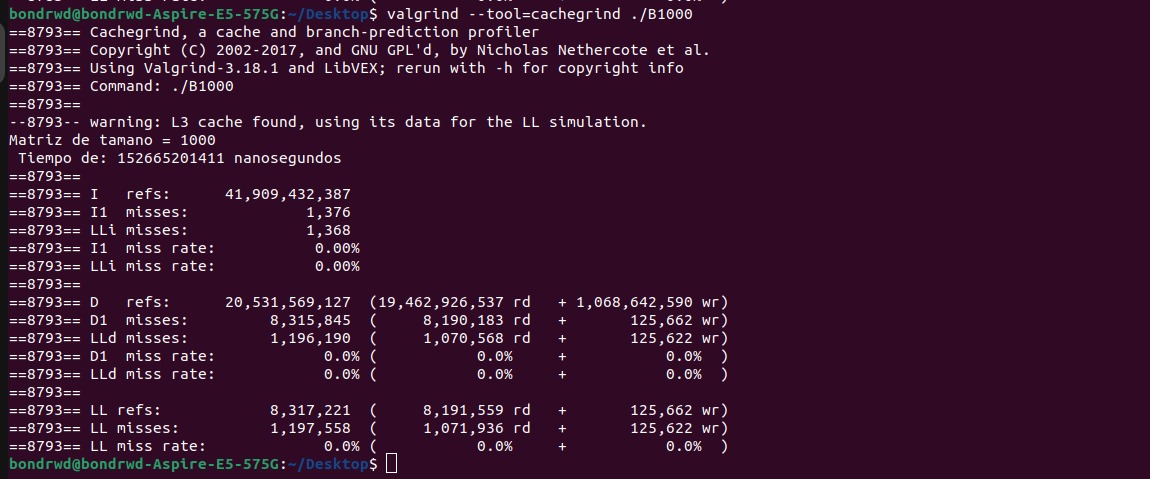 bondrwd@bondrwd-Aspire-E5-575G:~/Desktop$ valgrind --tool=cachegrind ./B1000
==8793== Cachegrind, a cache and branch-prediction profiler
==8793== Copyright (C) 2002-2017, and GNU GPL'd, by Nicholas Nethercote et al.
==8793== Using Valgrind-3.18.1 and LibVEX; rerun with -h for copyright info
==8793== Command: ./B1000
==8793==
--8793-- warning: L3 cache found, using its data for the LL simulation.
Matriz de tamano = 1000
 Tiempo de: 152665201411 nanosegundos
==8793==
==8793== I   refs:      41,909,432,387
==8793== I1  misses:             1,376
==8793== LLi misses:             1,368
==8793== I1  miss rate:           0.00%
==8793== LLi miss rate:           0.00%
==8793==
==8793== D   refs:      20,531,569,127  (19,462,926,537 rd   + 1,068,642,590 wr)
==8793== D1  misses:         8,315,845  (     8,190,183 rd   +       125,662 wr)
==8793== LLd misses:         1,196,190  (     1,070,568 rd   +       125,622 wr)
==8793== D1  miss rate:            0.0% (           0.0%     +           0.0%  )
==8793== LLd miss rate:            0.0% (           0.0%     +           0.0%  )
==8793==
==8793== LL refs:            8,317,221  (     8,191,559 rd   +       125,662 wr)
==8793== LL misses:          1,197,558  (     1,071,936 rd   +       125,622 wr)
==8793== LL miss rate:             0.0% (           0.0%     +           0.0%  )
bondrwd@bondrwd-Aspire-E5-575G:~/Desktop$